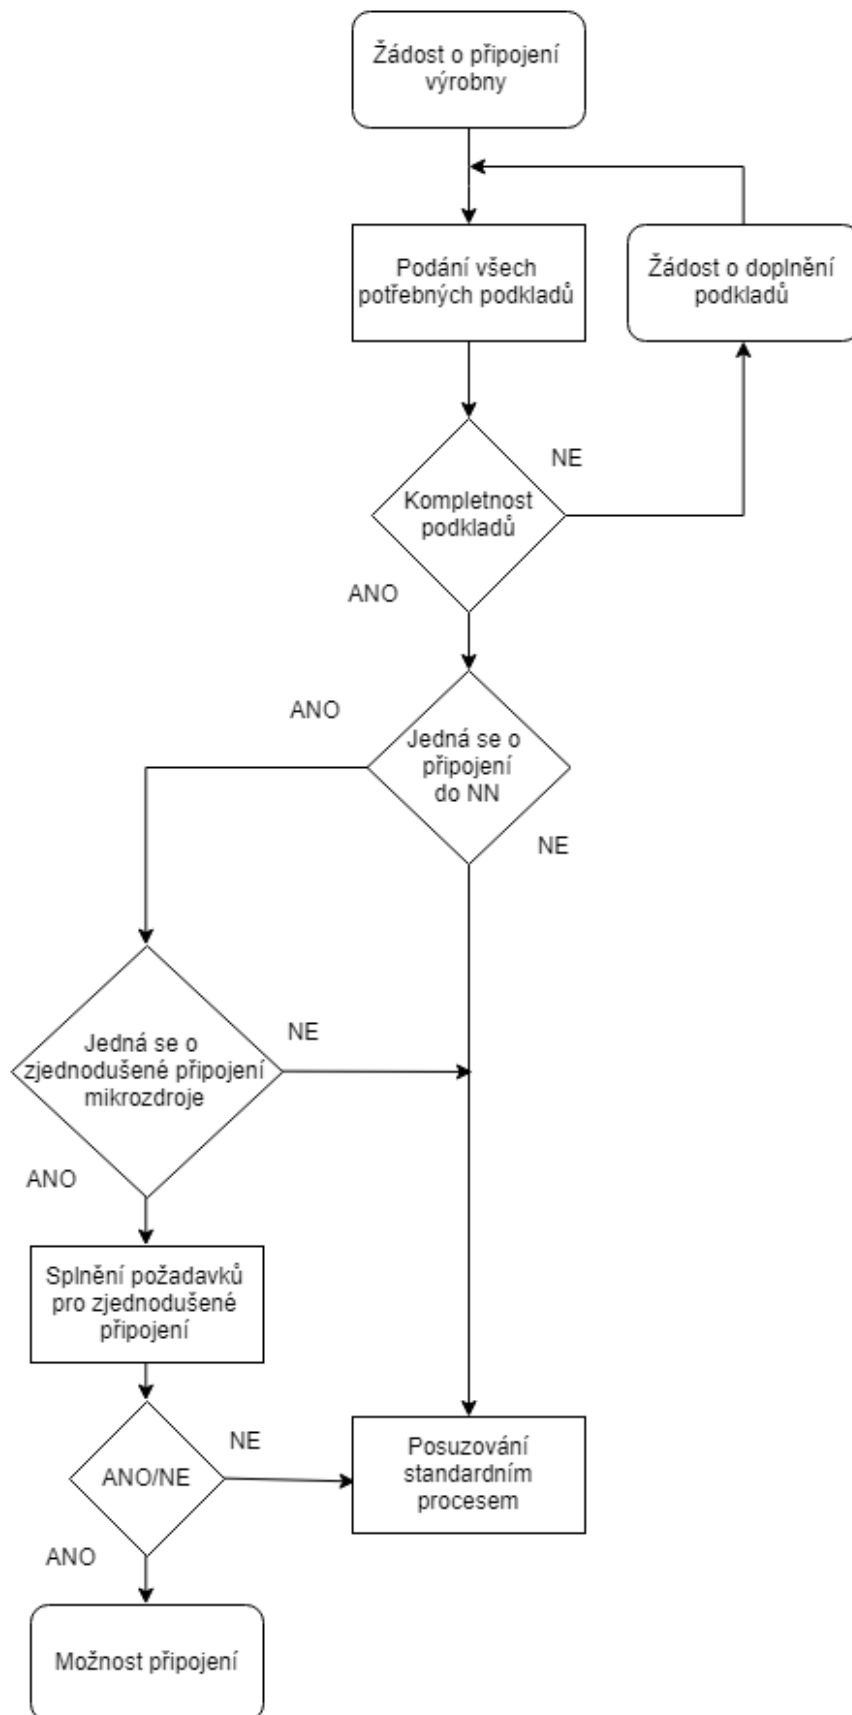 Žádost o připojení
výrobny
Podání všech
potřebných podkladů
Žádost o doplnění
podkladů
NE
Kompletnost
podkladů
ANO
ANO
Jedná se o
připojení
do NN
NE
NE
Jedná se o
zjednodušené připojení
mikrozdroje
ANO
Splnění požadavků
pro zjednodušené
připojení
NE
ANO/NE
Posuzování
standardním
procesem
ANO
Možnost připojení